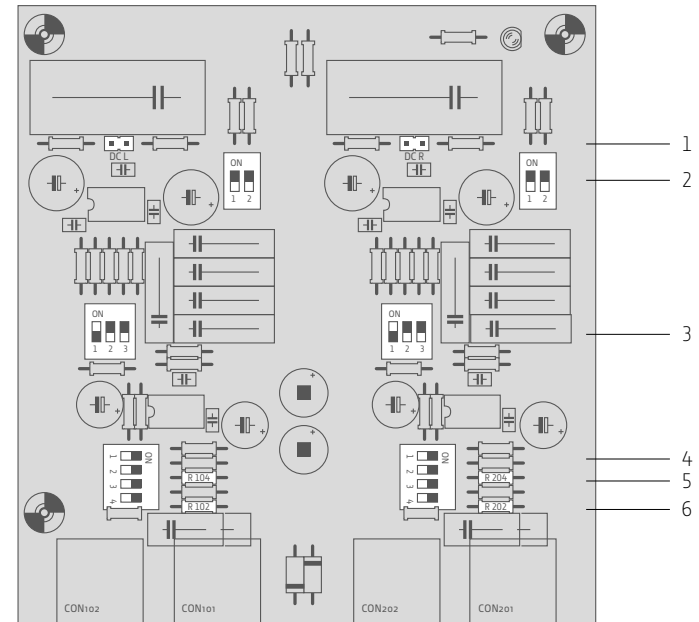 1
DC L
DC R
ON
ON
2
1 2
1 2
ON
ON
3
1 2 3
1 2 3
ON
1
2
3
4
ON
1
2
3
4
4
R 104
R 204
5
R 102
R 202
6
CON102
CON101
CON202
CON201
+
+
+
+
+
+
+
+
+
+